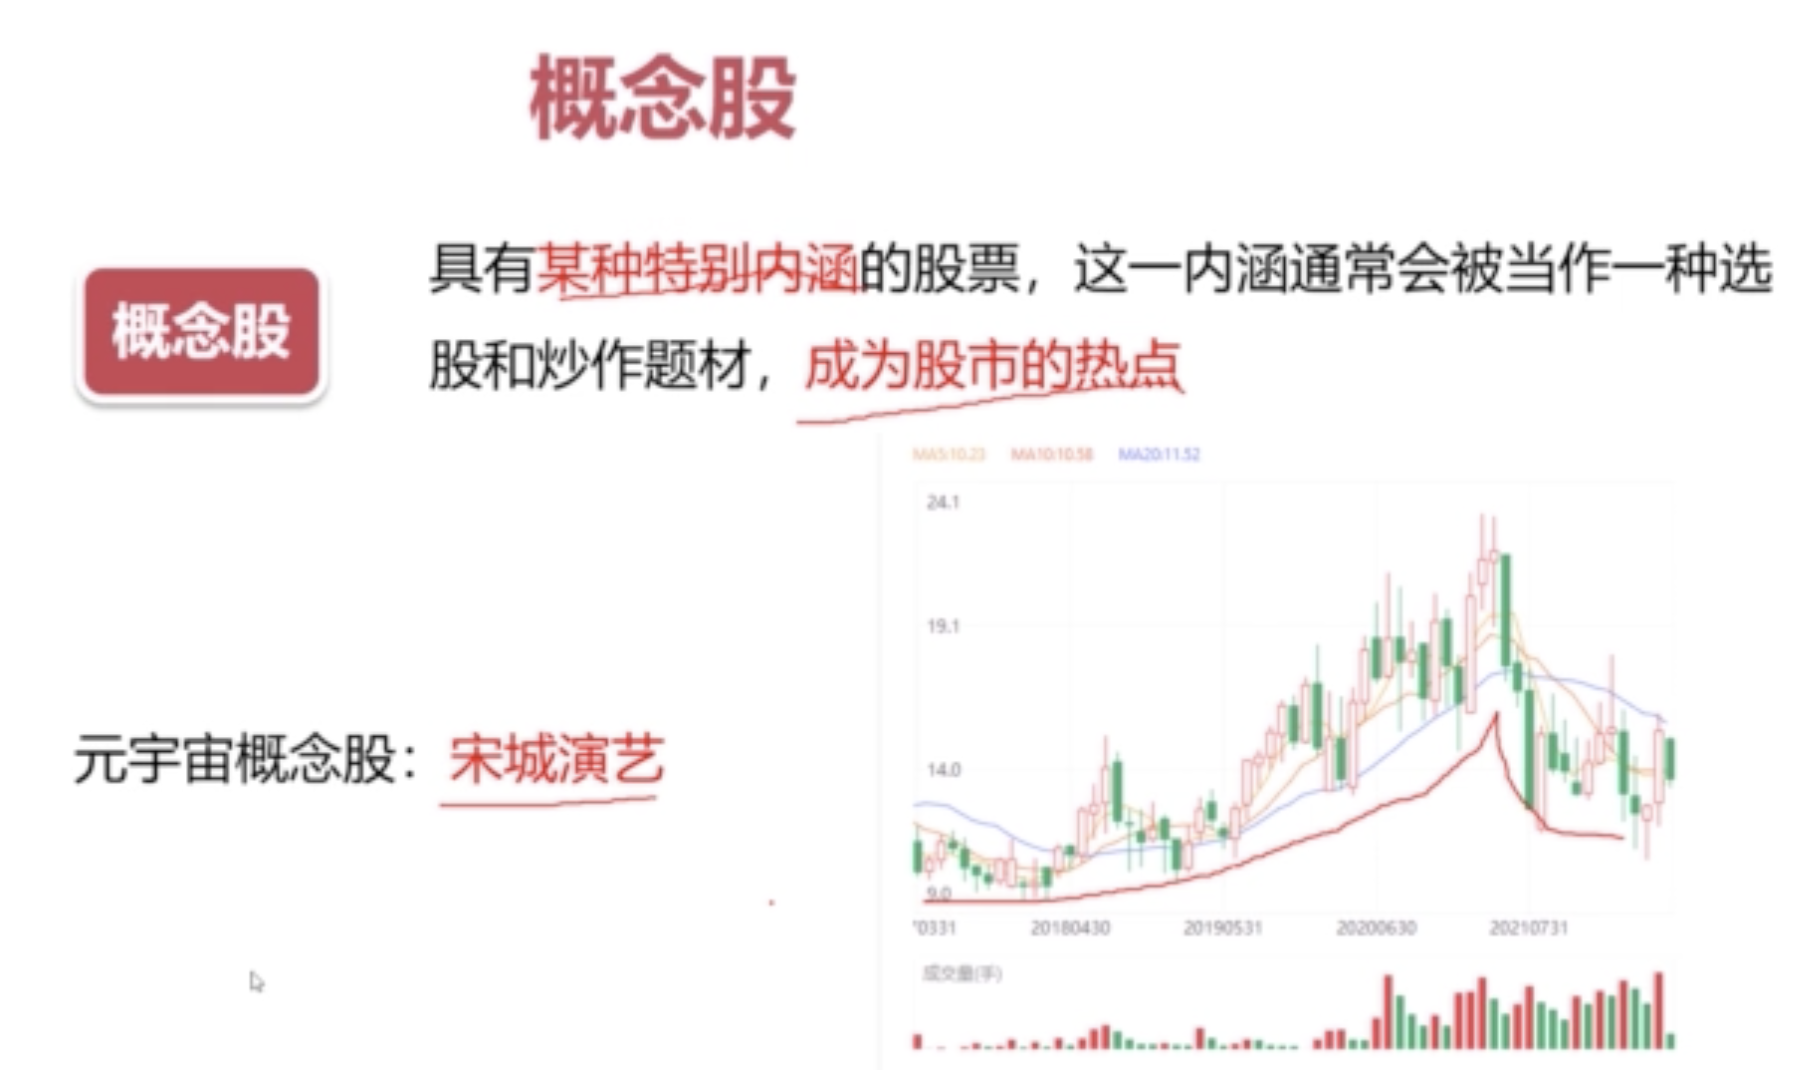 概念股
概念股
具有某种特别内涵的股票，这一内涵通常会被当作一种选
股和炒作题材，成为股市的热点
元宇宙概念股：宋城演艺
MA5:10.23 MA10:10.58 MA20:11.52
24.1
19.1
14.0
9.0
0331 20180430 20190531 20200630 20210731
成交量(手)